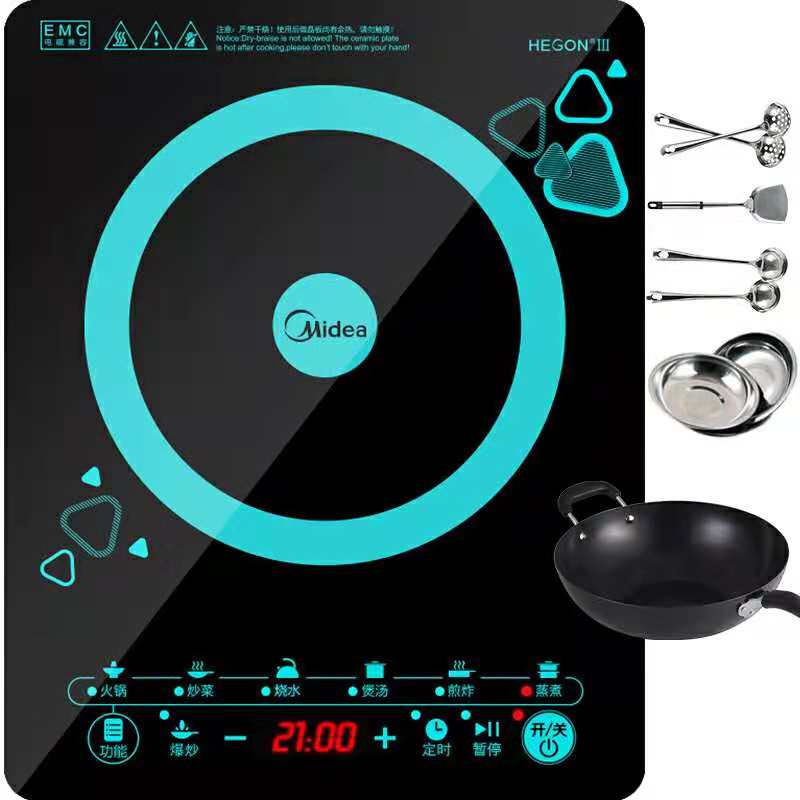 EMC
电磁兼容
注意：严禁干烧！使用后微晶板尚有余热，请勿触摸！
Notice:Dry-braise is not allowed! The ceramic plate
is hot after cooking,please don't touch with your hand!
HEGON®III
Midea
火锅 炒菜 烧水 煲汤 煎炸 蒸煮
功能 爆炒 − 21:00 + 定时 暂停 开/关